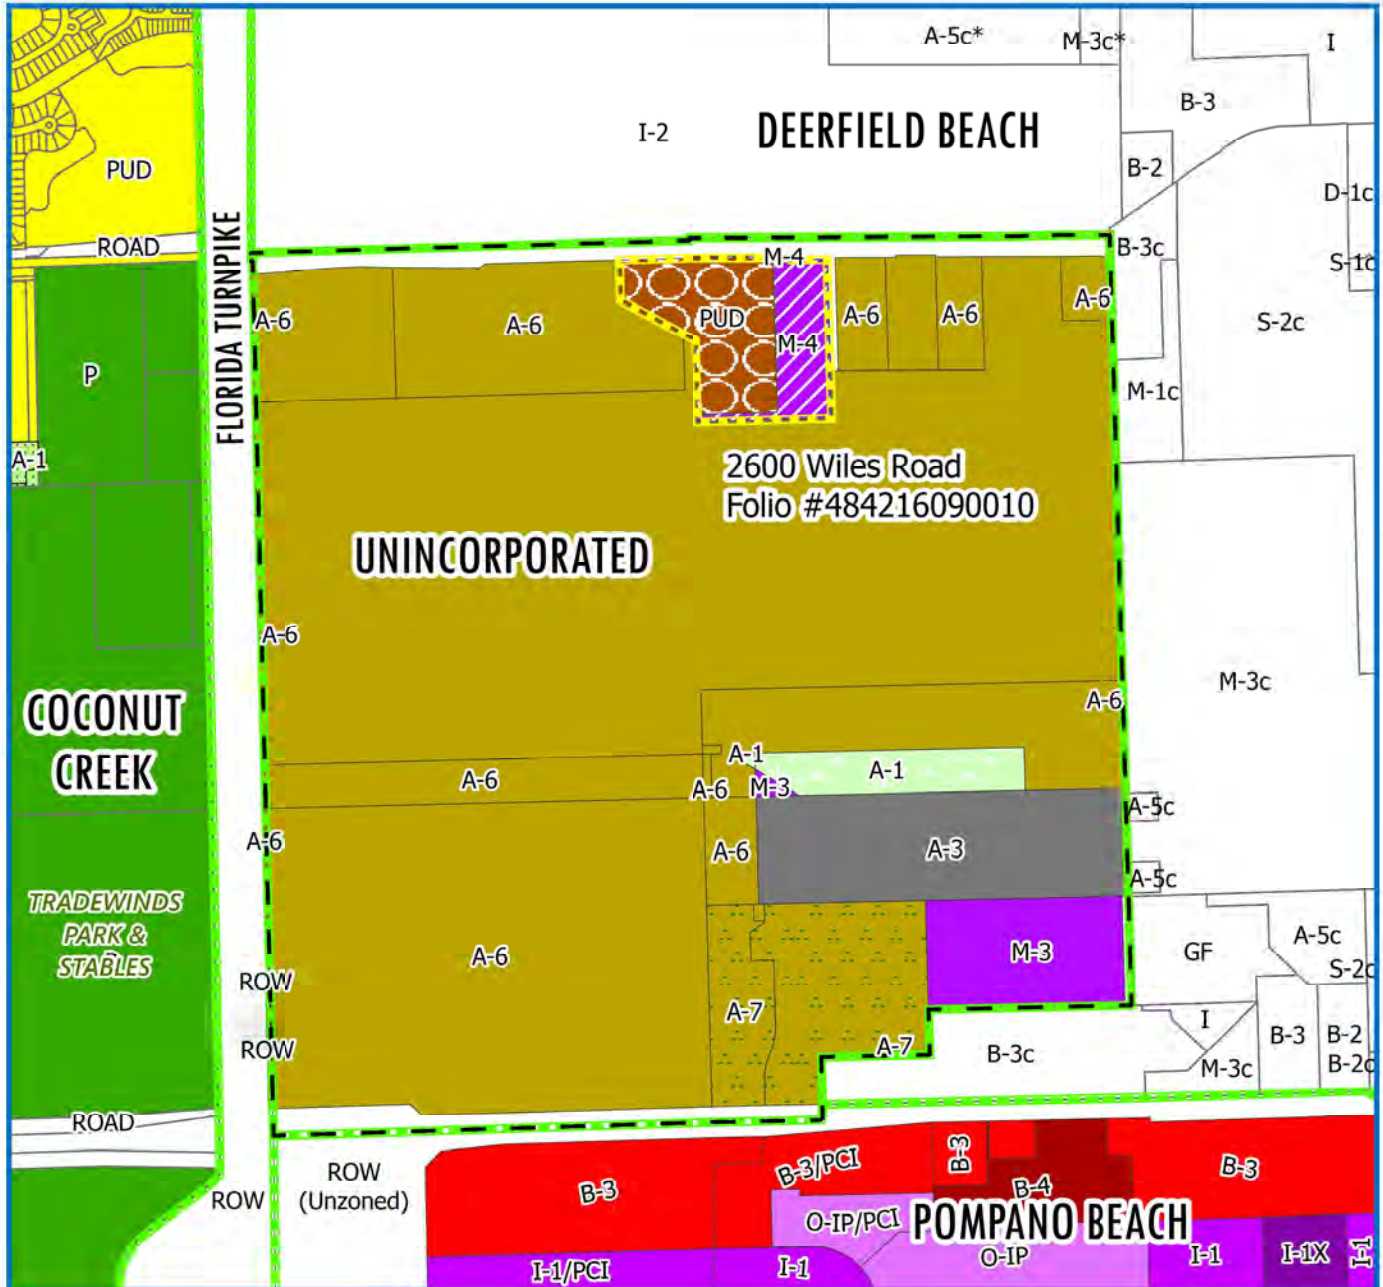 A-5c*
M-3c*
I
B-3
I-2
DEERFIELD BEACH
PUD
B-2
D-1c
ROAD
FLORIDA TURNPIKE
M-4
B-3c
S-1c
A-6
A-6
PUD
M-4
A-6
A-6
A-6
S-2c
P
M-1c
A-1
2600 Wiles Road
Folio #484216090010
UNINCORPORATED
A-6
M-3c
A-6
COCONUT
CREEK
A-1
A-1
A-6
A-6
M-3
A-5c
A-6
A-6
A-3
A-5c
TRADEWINDS
PARK &
STABLES
A-6
M-3
GF
A-5c
S-2c
ROW
A-7
I
ROW
A-7
B-3c
B-3
B-2
M-3c
B-2c
ROAD
ROW
(Unzoned)
ROW
B-3
B-3/PCI
B-3
B-4
B-3
O-IP/PCI
POMPANO BEACH
O-IP
I-1/PCI
I-1
I-1
I-1X
I-1